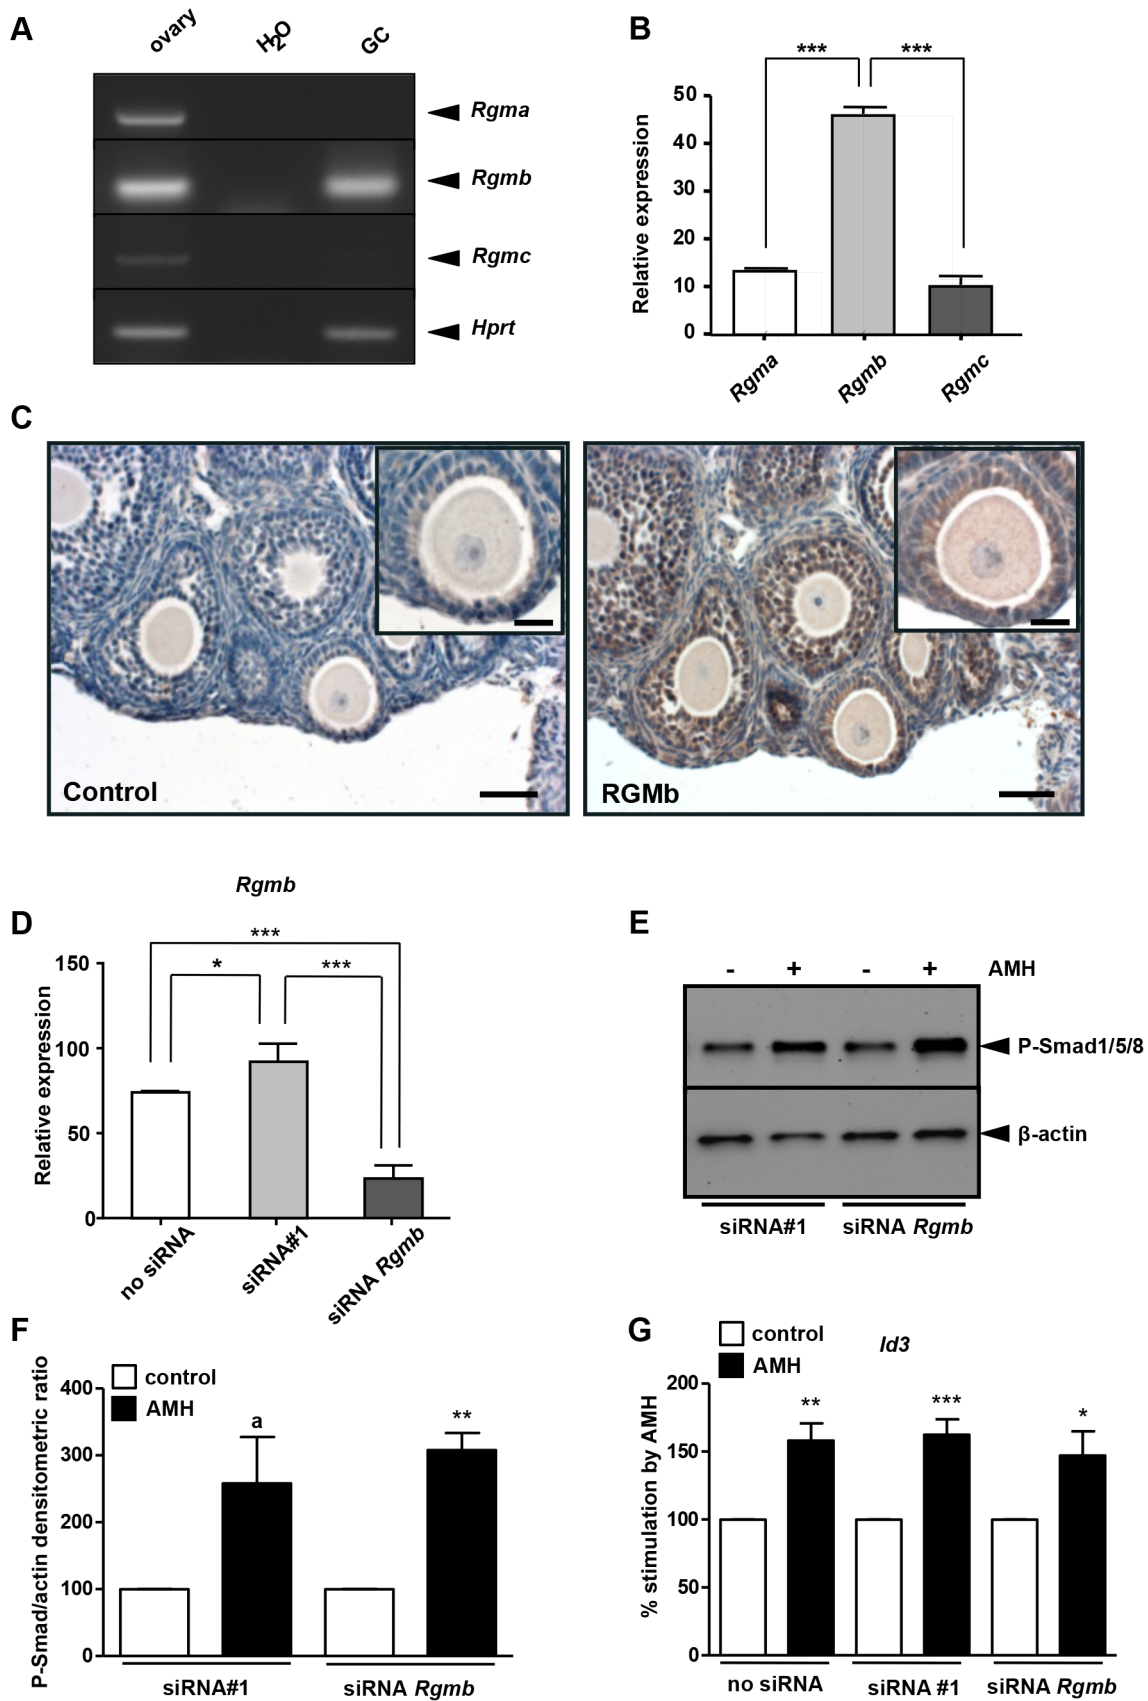 A
ovary H2O GC
Rgma
Rgmb
Rgmc
Hprt
B
*** ***
Relative expression
50
40
30
20
10
0
Rgma Rgmb Rgmc
C
Control
RGMb
D
Rgmb
***
* ***
Relative expression
150
100
50
0
no siRNA siRNA#1 siRNA Rgmb
E
- + - + AMH
P-Smad1/5/8
β-actin
siRNA#1 siRNA Rgmb
F
control
AMH
P-Smad/actin densitometric ratio
400
300
200
100
0
a **
siRNA#1 siRNA Rgmb
G
control
AMH
Id3
% stimulation by AMH
200
150
100
50
0
** *** *
no siRNA siRNA #1 siRNA Rgmb